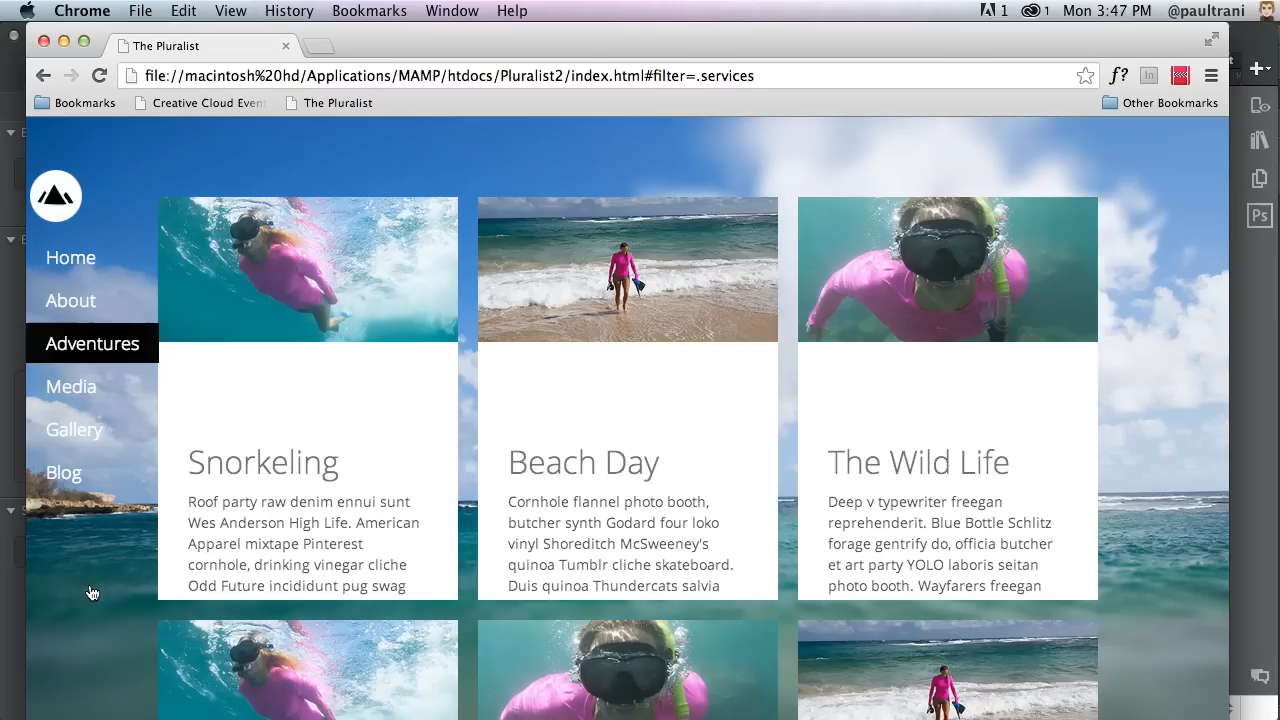 Chrome File Edit View History Bookmarks Window Help 1 1 Mon 3:47 PM @paultrani
The Pluralist
file://macintosh%20hd/Applications/MAMP/htdocs/Pluralist2/index.html#filter=.services f? In
Bookmarks Creative Cloud Even The Pluralist Other Bookmarks
Ps
Home
About
Adventures
Media
Gallery
Blog
Snorkeling
Roof party raw denim ennui sunt
Wes Anderson High Life. American
Apparel mixtape Pinterest
cornhole, drinking vinegar cliche
Odd Future incididunt pug swag
Beach Day
Cornhole flannel photo booth,
butcher synth Godard four loko
vinyl Shoreditch McSweeney's
quinoa Tumblr cliche skateboard.
Duis quinoa Thundercats salvia
The Wild Life
Deep v typewriter freegan
reprehenderit. Blue Bottle Schlitz
forage gentrify do, officia butcher
et art party YOLO laboris seitan
photo booth. Wayfarers freegan